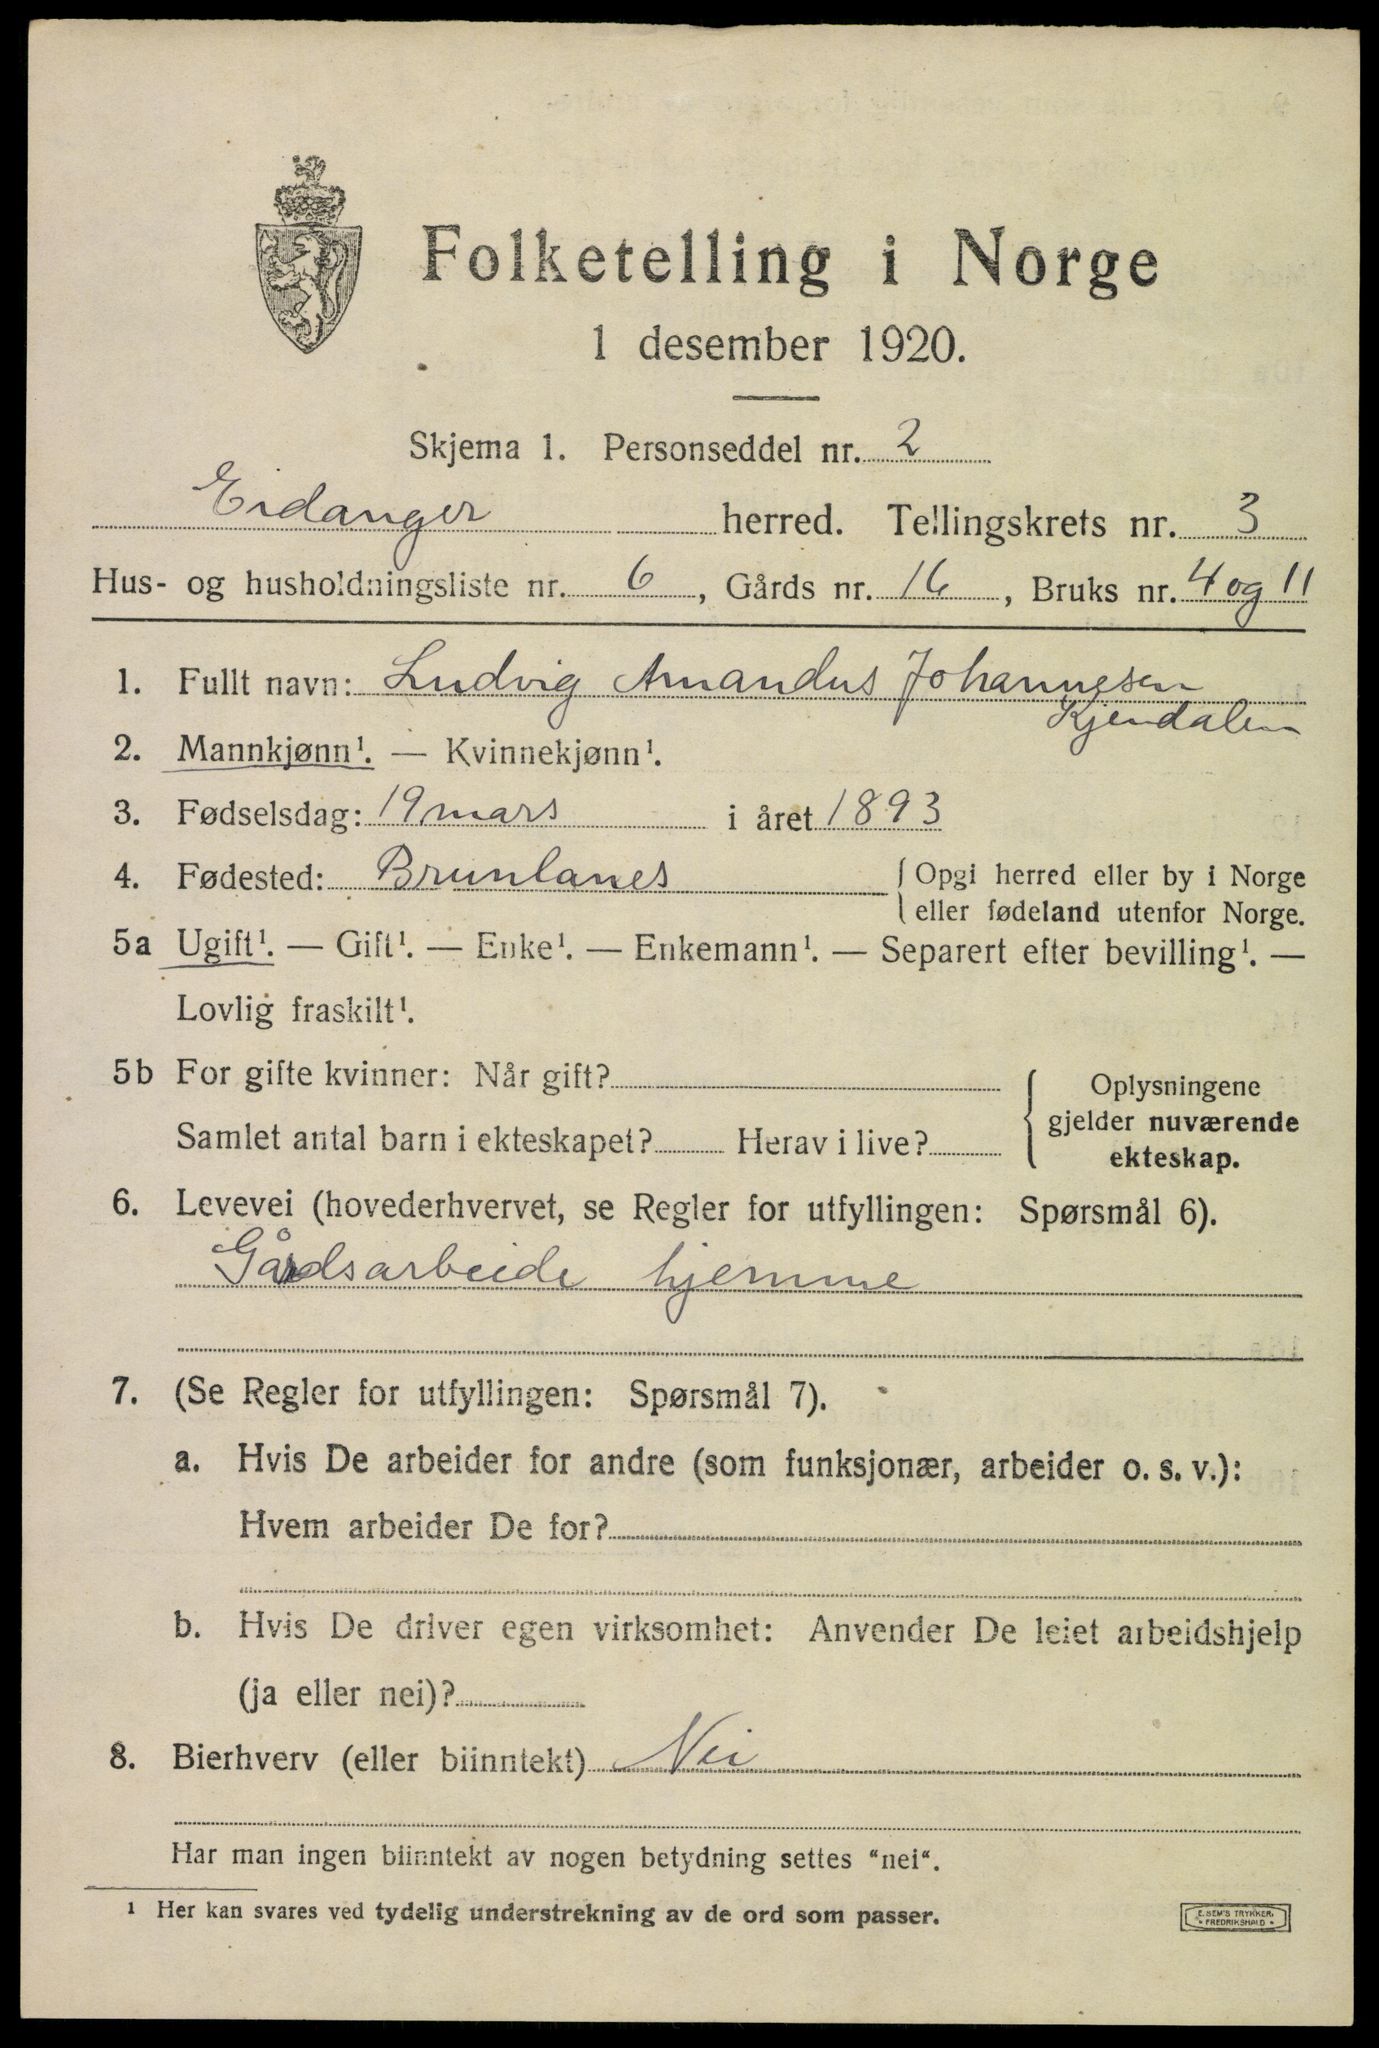 Folketelling i Norge
1 desember 1920.
Skjema 1. Personseddel nr. 2
Eidanger herred. Tellingskrets nr. 3
Hus- og husholdningsliste nr. 6, Gårds nr. 16, Bruks nr. 4 og 11
1. Fullt navn: Ludvig Amandus Johannesen
Kjendalen
2. Mannkjønn¹. — Kvinnekjønn¹.
3. Fødselsdag: 19 mars i året 1893
4. Fødested: Brunlanes { Opgi herred eller by i Norge
eller fødeland utenfor Norge.
5a Ugift¹. — Gift¹. — Enke¹. — Enkemann¹. — Separert efter bevilling¹. —
Lovlig fraskilt¹.
5b For gifte kvinner: Når gift?
Samlet antal barn i ekteskapet? Herav i live?
{ Oplysningene
gjelder nuværende
ekteskap.
6. Levevei (hovederhvervet, se Regler for utfyllingen: Spørsmål 6).
Gårdsarbeide hjemme
7. (Se Regler for utfyllingen: Spørsmål 7).
a. Hvis De arbeider for andre (som funksjonær, arbeider o. s. v.):
Hvem arbeider De for?
b. Hvis De driver egen virksomhet: Anvender De leiet arbeidshjelp
(ja eller nei)?
8. Bierhverv (eller biinntekt) Nei
Har man ingen biinntekt av nogen betydning settes “nei“.
¹ Her kan svares ved tydelig understrekning av de ord som passer.
E. SEM'S TRYKKERI
FREDRIKSHALD